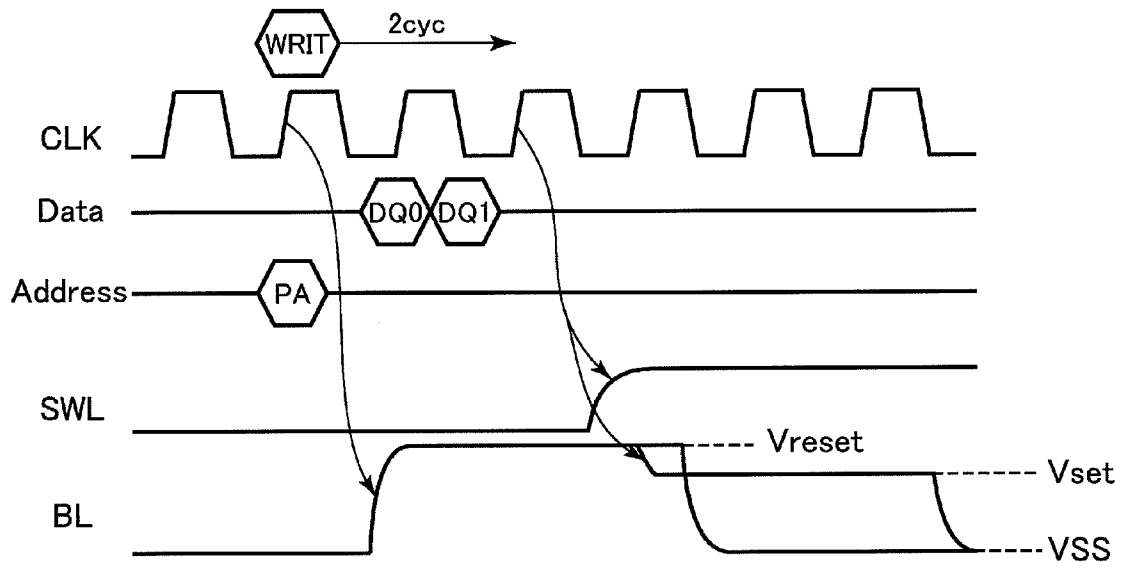 2cyc
WRIT
CLK
Data
DQ0 DQ1
Address
PA
SWL
Vreset
Vset
BL
VSS